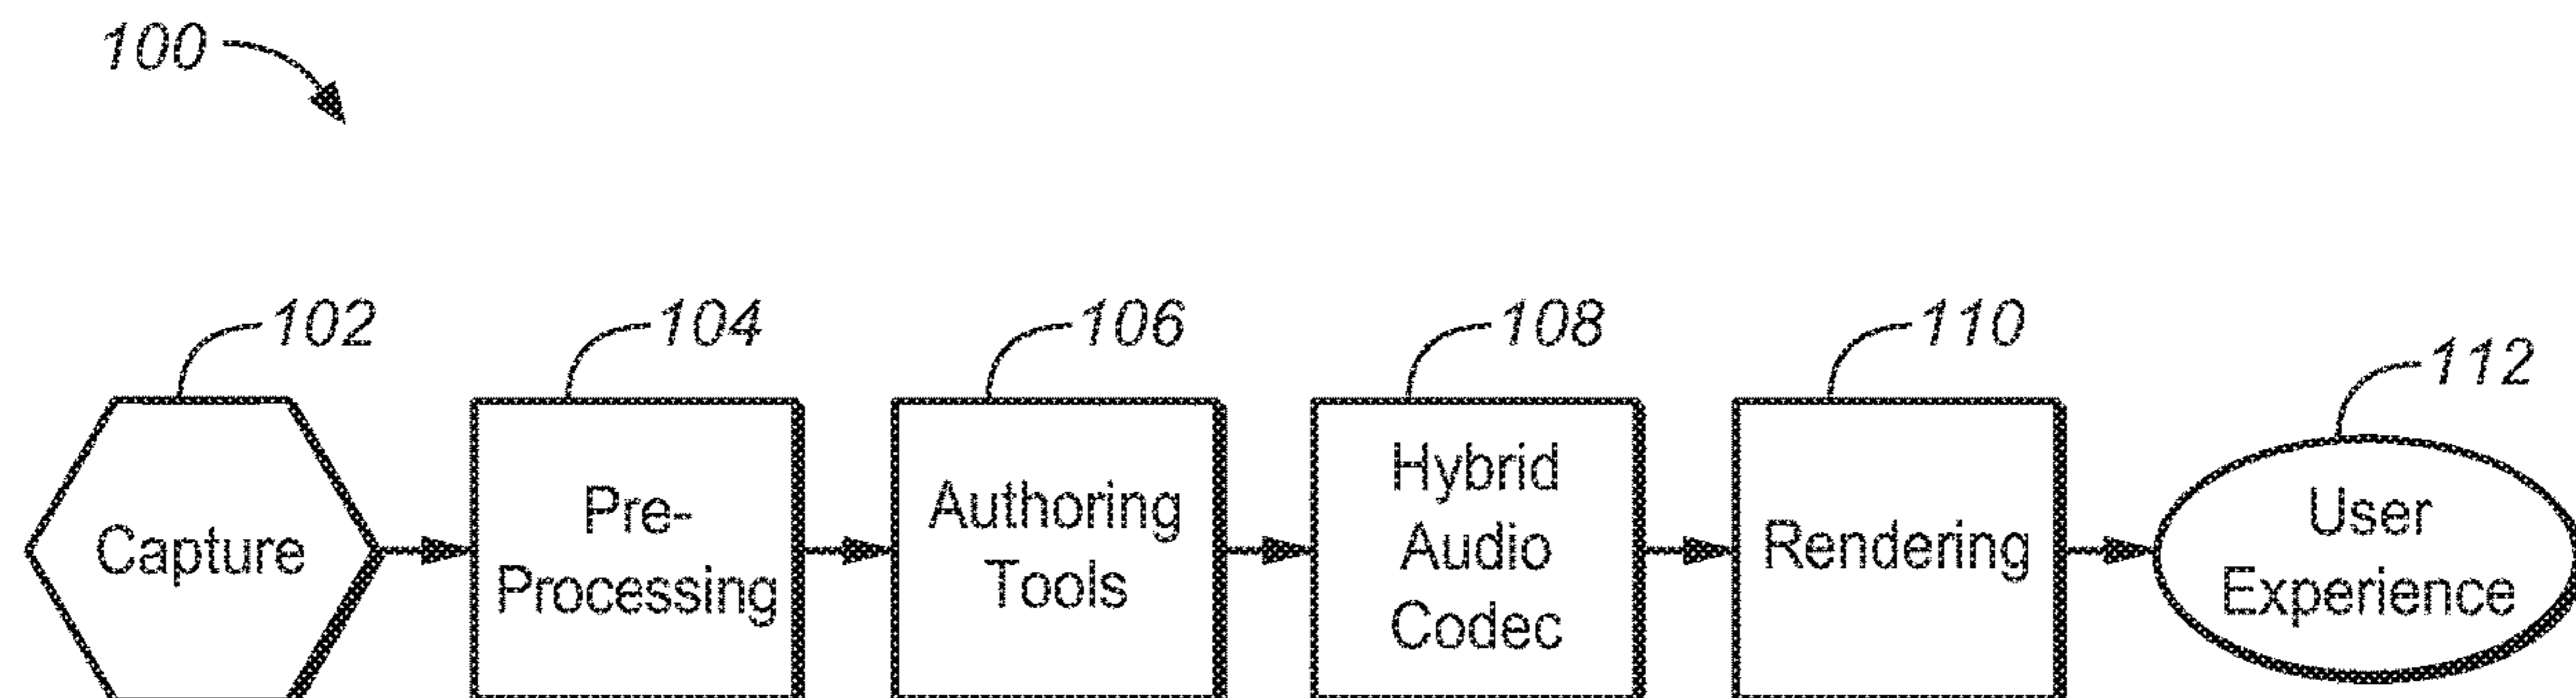 100
102
104
106
108
110
112
Capture
Pre-
Processing
Authoring
Tools
Hybrid
Audio
Codec
Rendering
User
Experience